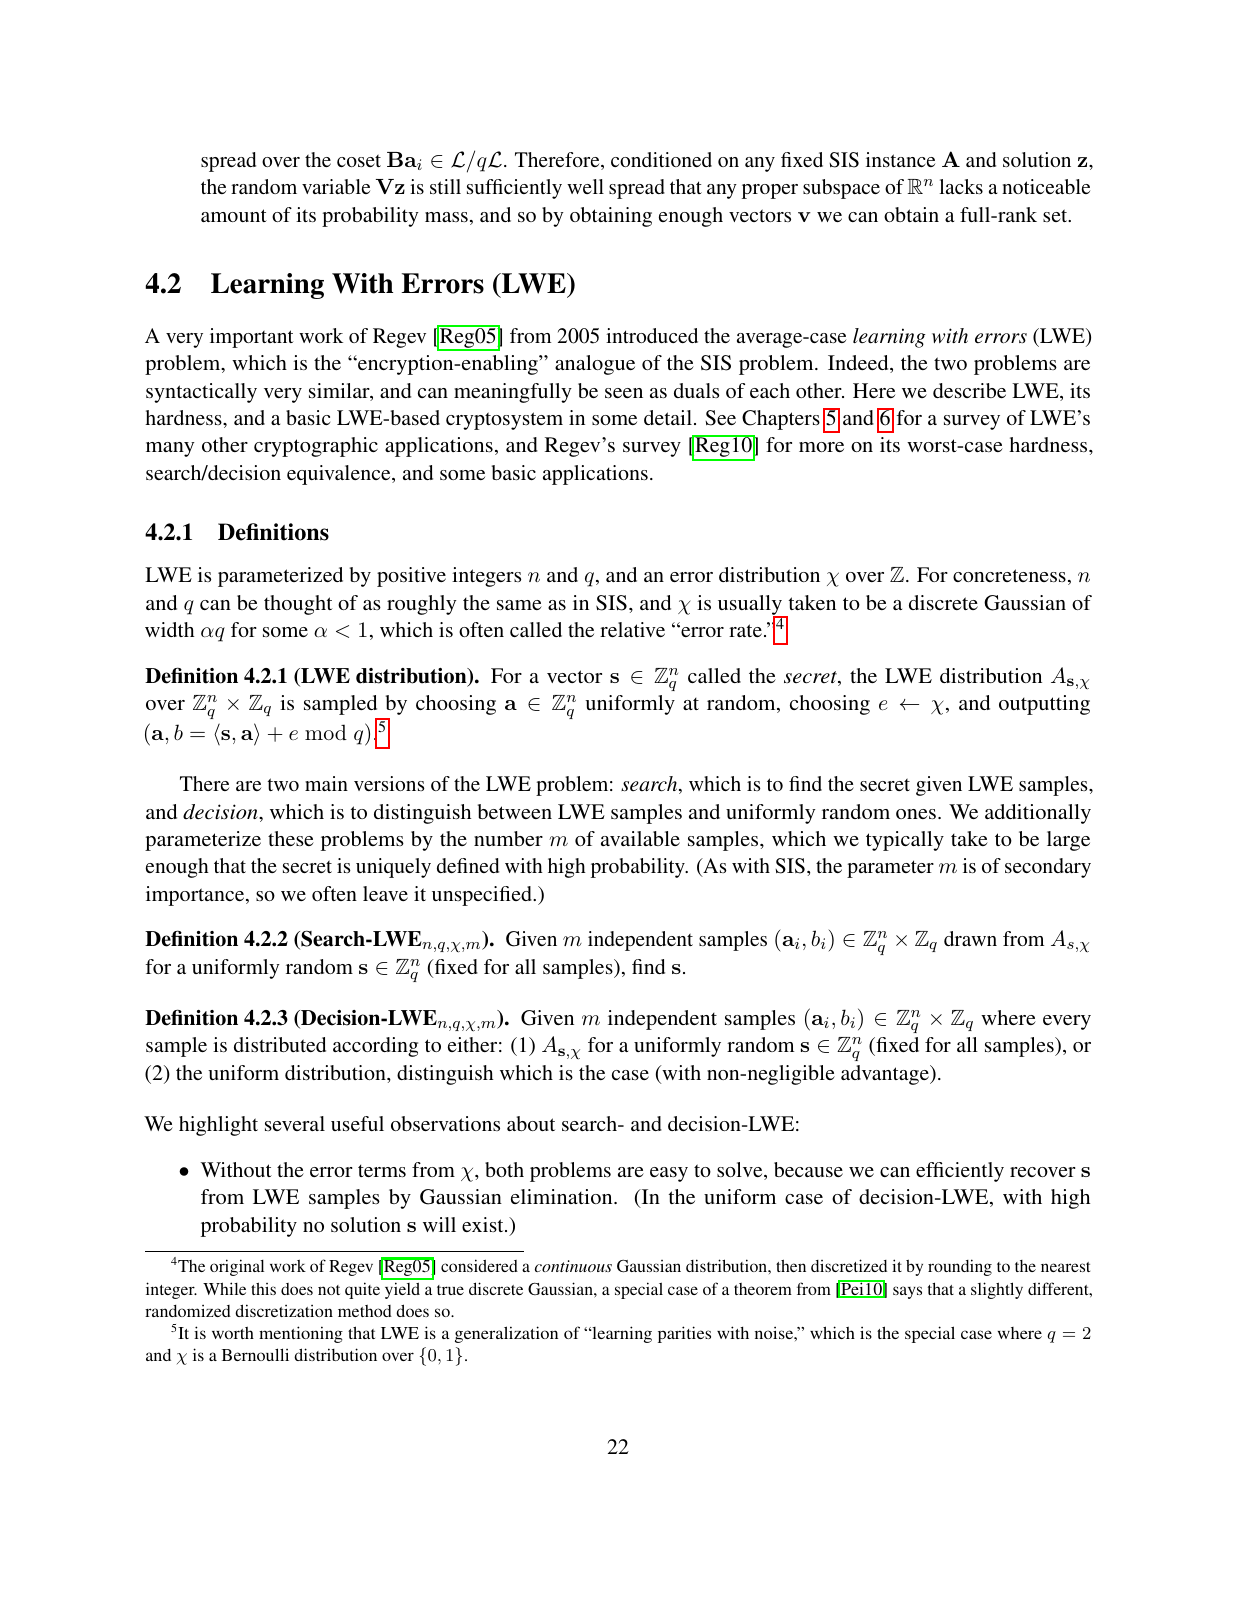 spread over the coset Ba_i ∈ ℒ/qℒ. Therefore, conditioned on any fixed SIS instance A and solution z,
the random variable Vz is still sufficiently well spread that any proper subspace of ℝ^n lacks a noticeable
amount of its probability mass, and so by obtaining enough vectors v we can obtain a full-rank set.
4.2 Learning With Errors (LWE)
A very important work of Regev [Reg05] from 2005 introduced the average-case learning with errors (LWE)
problem, which is the “encryption-enabling” analogue of the SIS problem. Indeed, the two problems are
syntactically very similar, and can meaningfully be seen as duals of each other. Here we describe LWE, its
hardness, and a basic LWE-based cryptosystem in some detail. See Chapters 5 and 6 for a survey of LWE’s
many other cryptographic applications, and Regev’s survey [Reg10] for more on its worst-case hardness,
search/decision equivalence, and some basic applications.
4.2.1 Definitions
LWE is parameterized by positive integers n and q, and an error distribution χ over ℤ. For concreteness, n
and q can be thought of as roughly the same as in SIS, and χ is usually taken to be a discrete Gaussian of
width αq for some α < 1, which is often called the relative “error rate.”^4
Definition 4.2.1 (LWE distribution). For a vector s ∈ ℤ_q^n called the secret, the LWE distribution A_{s,χ}
over ℤ_q^n × ℤ_q is sampled by choosing a ∈ ℤ_q^n uniformly at random, choosing e ← χ, and outputting
(a, b = ⟨s, a⟩ + e mod q).^5
There are two main versions of the LWE problem: search, which is to find the secret given LWE samples,
and decision, which is to distinguish between LWE samples and uniformly random ones. We additionally
parameterize these problems by the number m of available samples, which we typically take to be large
enough that the secret is uniquely defined with high probability. (As with SIS, the parameter m is of secondary
importance, so we often leave it unspecified.)
Definition 4.2.2 (Search-LWE_{n,q,χ,m}). Given m independent samples (a_i, b_i) ∈ ℤ_q^n × ℤ_q drawn from A_{s,χ}
for a uniformly random s ∈ ℤ_q^n (fixed for all samples), find s.
Definition 4.2.3 (Decision-LWE_{n,q,χ,m}). Given m independent samples (a_i, b_i) ∈ ℤ_q^n × ℤ_q where every
sample is distributed according to either: (1) A_{s,χ} for a uniformly random s ∈ ℤ_q^n (fixed for all samples), or
(2) the uniform distribution, distinguish which is the case (with non-negligible advantage).
We highlight several useful observations about search- and decision-LWE:
• Without the error terms from χ, both problems are easy to solve, because we can efficiently recover s
from LWE samples by Gaussian elimination. (In the uniform case of decision-LWE, with high
probability no solution s will exist.)
^4The original work of Regev [Reg05] considered a continuous Gaussian distribution, then discretized it by rounding to the nearest
integer. While this does not quite yield a true discrete Gaussian, a special case of a theorem from [Pei10] says that a slightly different,
randomized discretization method does so.
^5It is worth mentioning that LWE is a generalization of “learning parities with noise,” which is the special case where q = 2
and χ is a Bernoulli distribution over {0, 1}.
22